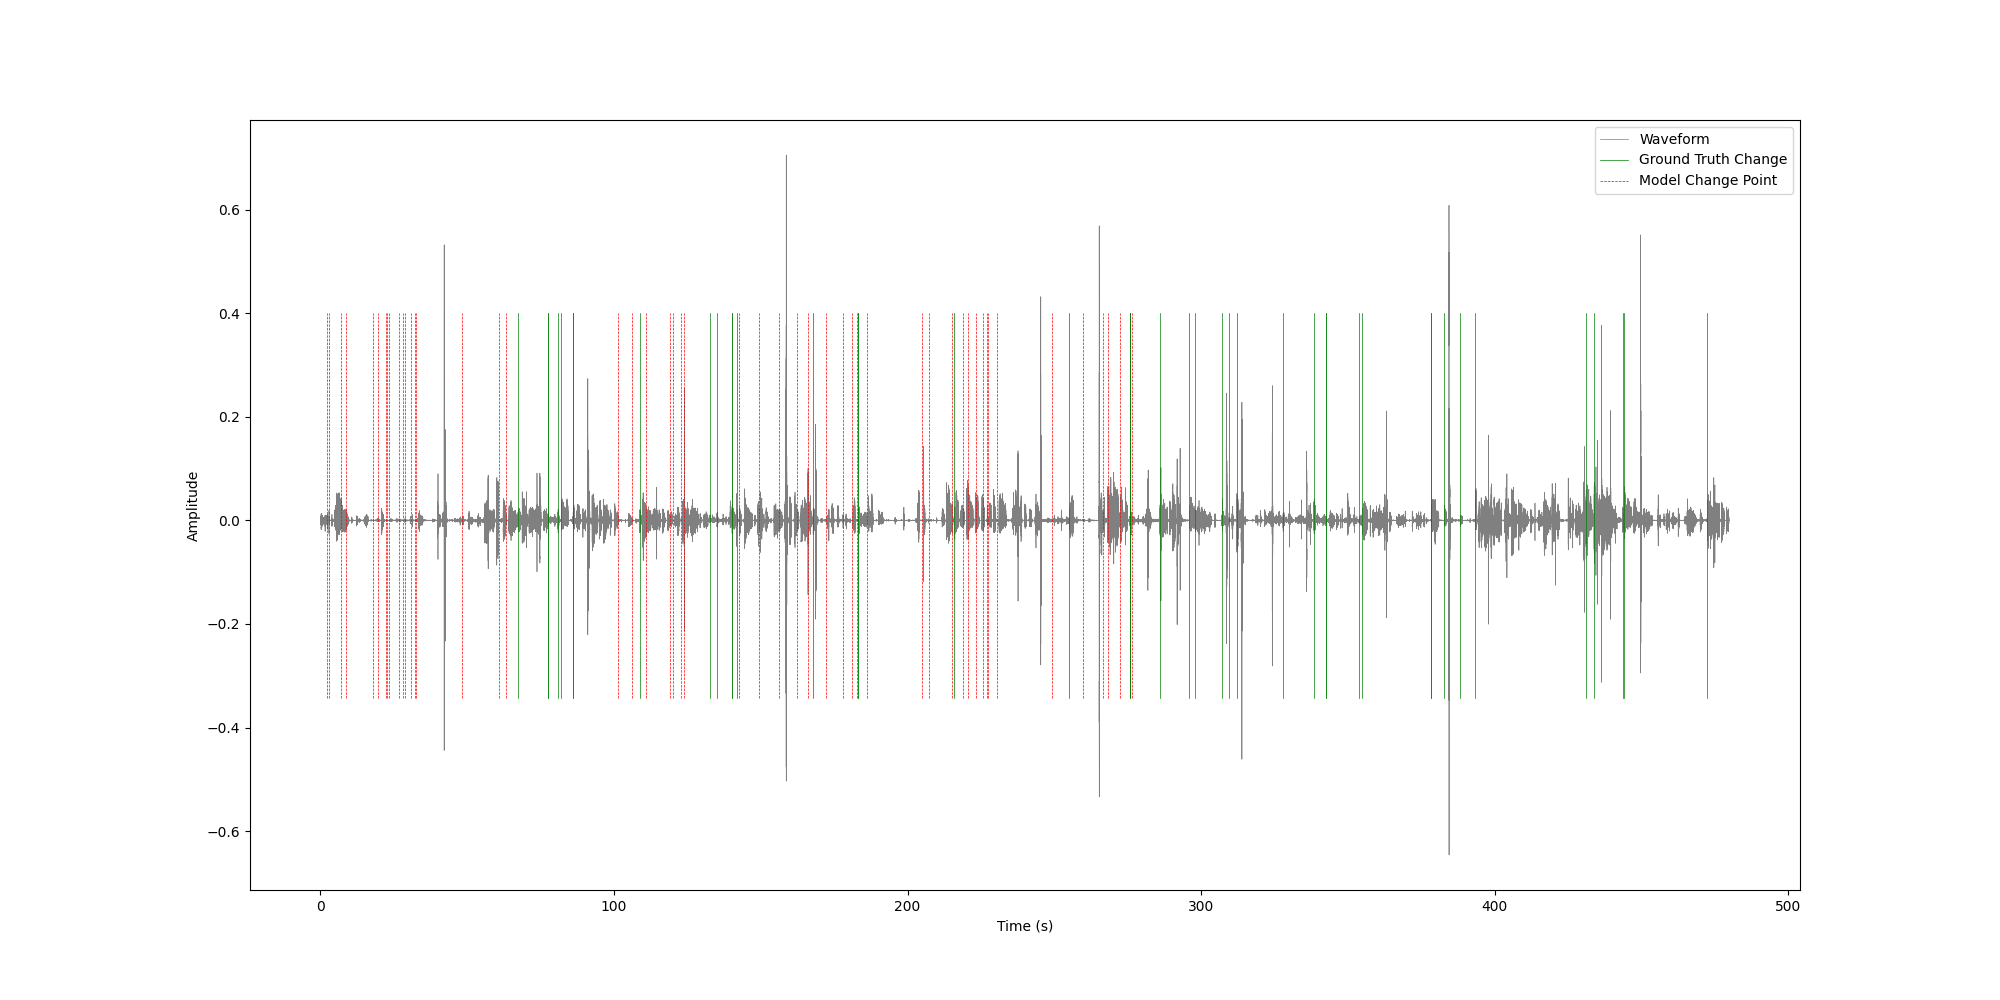 Waveform
Ground Truth Change
Model Change Point
0.6
0.4
0.2
0.0
−0.2
−0.4
−0.6
Amplitude
0 100 200 300 400 500
Time (s)